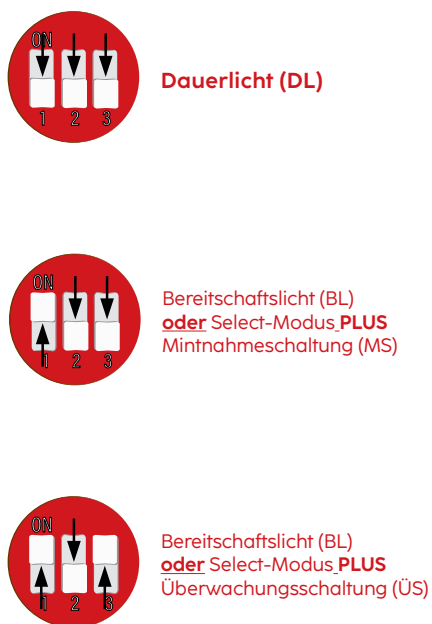 ON
1 2 3
Dauerlicht (DL)
ON
1 2 3
Bereitschaftslicht (BL)
oder Select-Modus PLUS
Mintnahmeschaltung (MS)
ON
1 2 3
Bereitschaftslicht (BL)
oder Select-Modus PLUS
Überwachungsschaltung (ÜS)